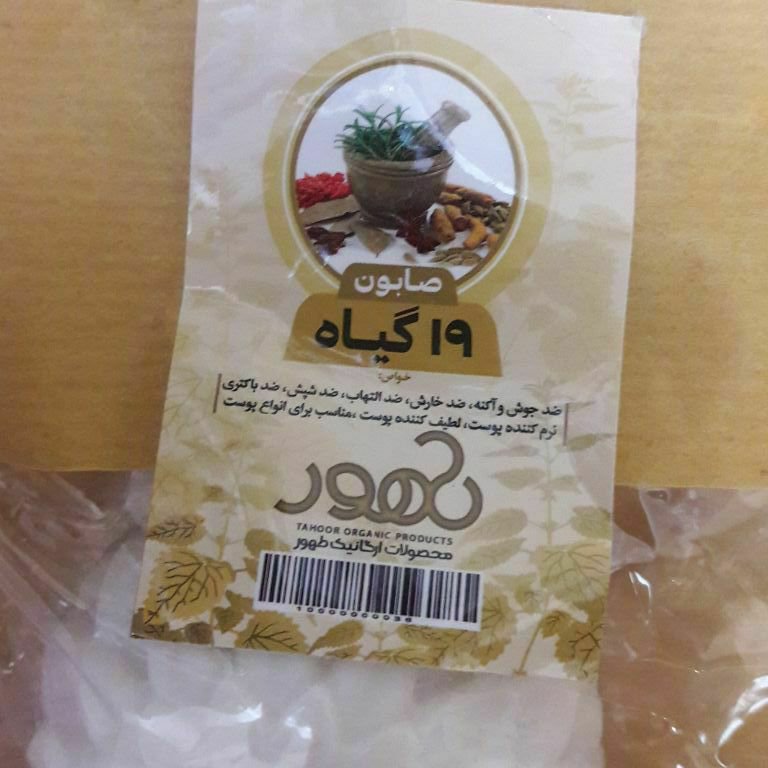 صابون
۱۹ گیاه
خواص:
ضد جوش و آکنه، ضد خارش، ضد التهاب، ضد شپش، ضد باکتری
نرم کننده پوست، لطیف کننده پوست ،مناسب برای انواع پوست
طهور
TAHOOR ORGANIC PRODUCTS
محصولات ارگانیک طهور
10000000036